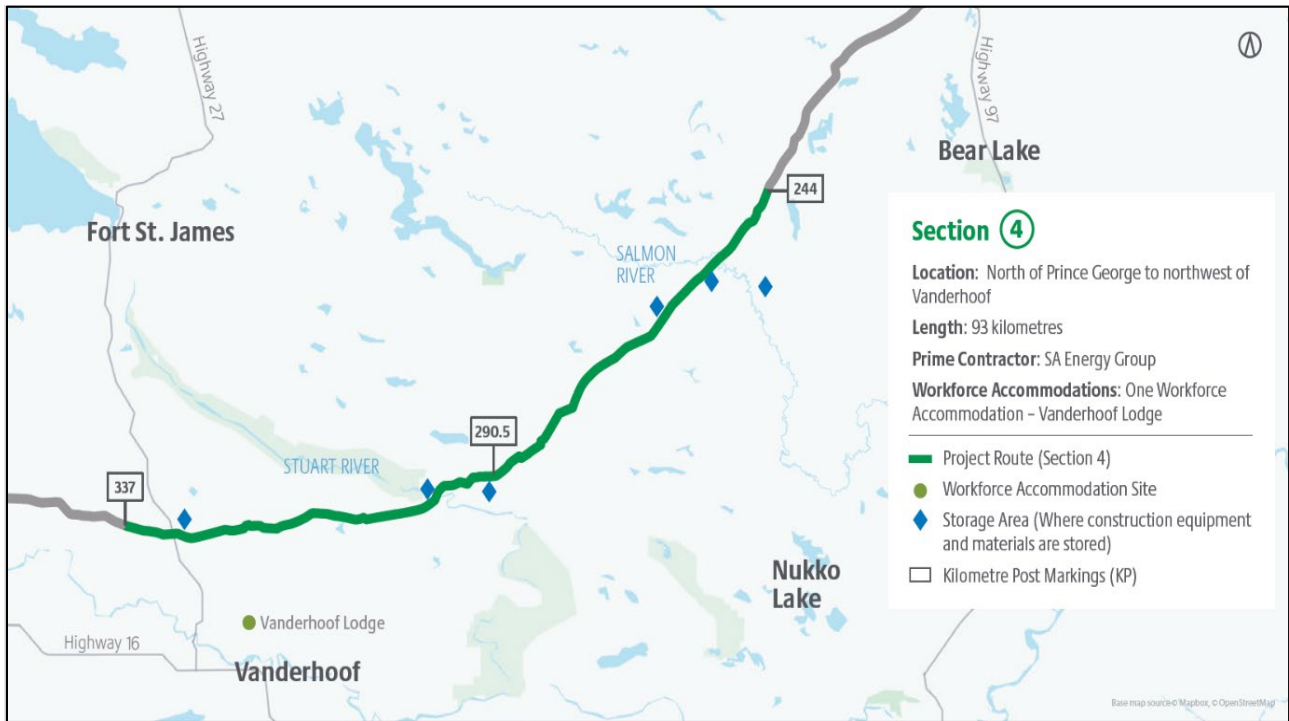 Highway 27
Highway 97
Bear Lake
244
Fort St. James
SALMON
RIVER
Section 4
Location: North of Prince George to northwest of
Vanderhoof
Length: 93 kilometres
Prime Contractor: SA Energy Group
Workforce Accommodations: One Workforce
Accommodation – Vanderhoof Lodge
Project Route (Section 4)
Workforce Accommodation Site
Storage Area (Where construction equipment
and materials are stored)
Kilometre Post Markings (KP)
290.5
STUART RIVER
337
Nukko
Lake
Vanderhoof Lodge
Highway 16
Vanderhoof
Base map source© Mapbox, © OpenStreetMap